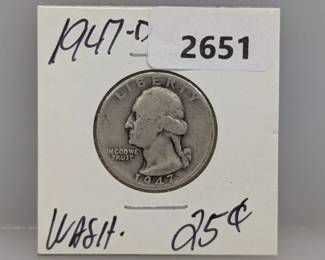 1947-D
2651
LIBERTY
IN GOD WE
TRUST
1947
WASH. 25¢